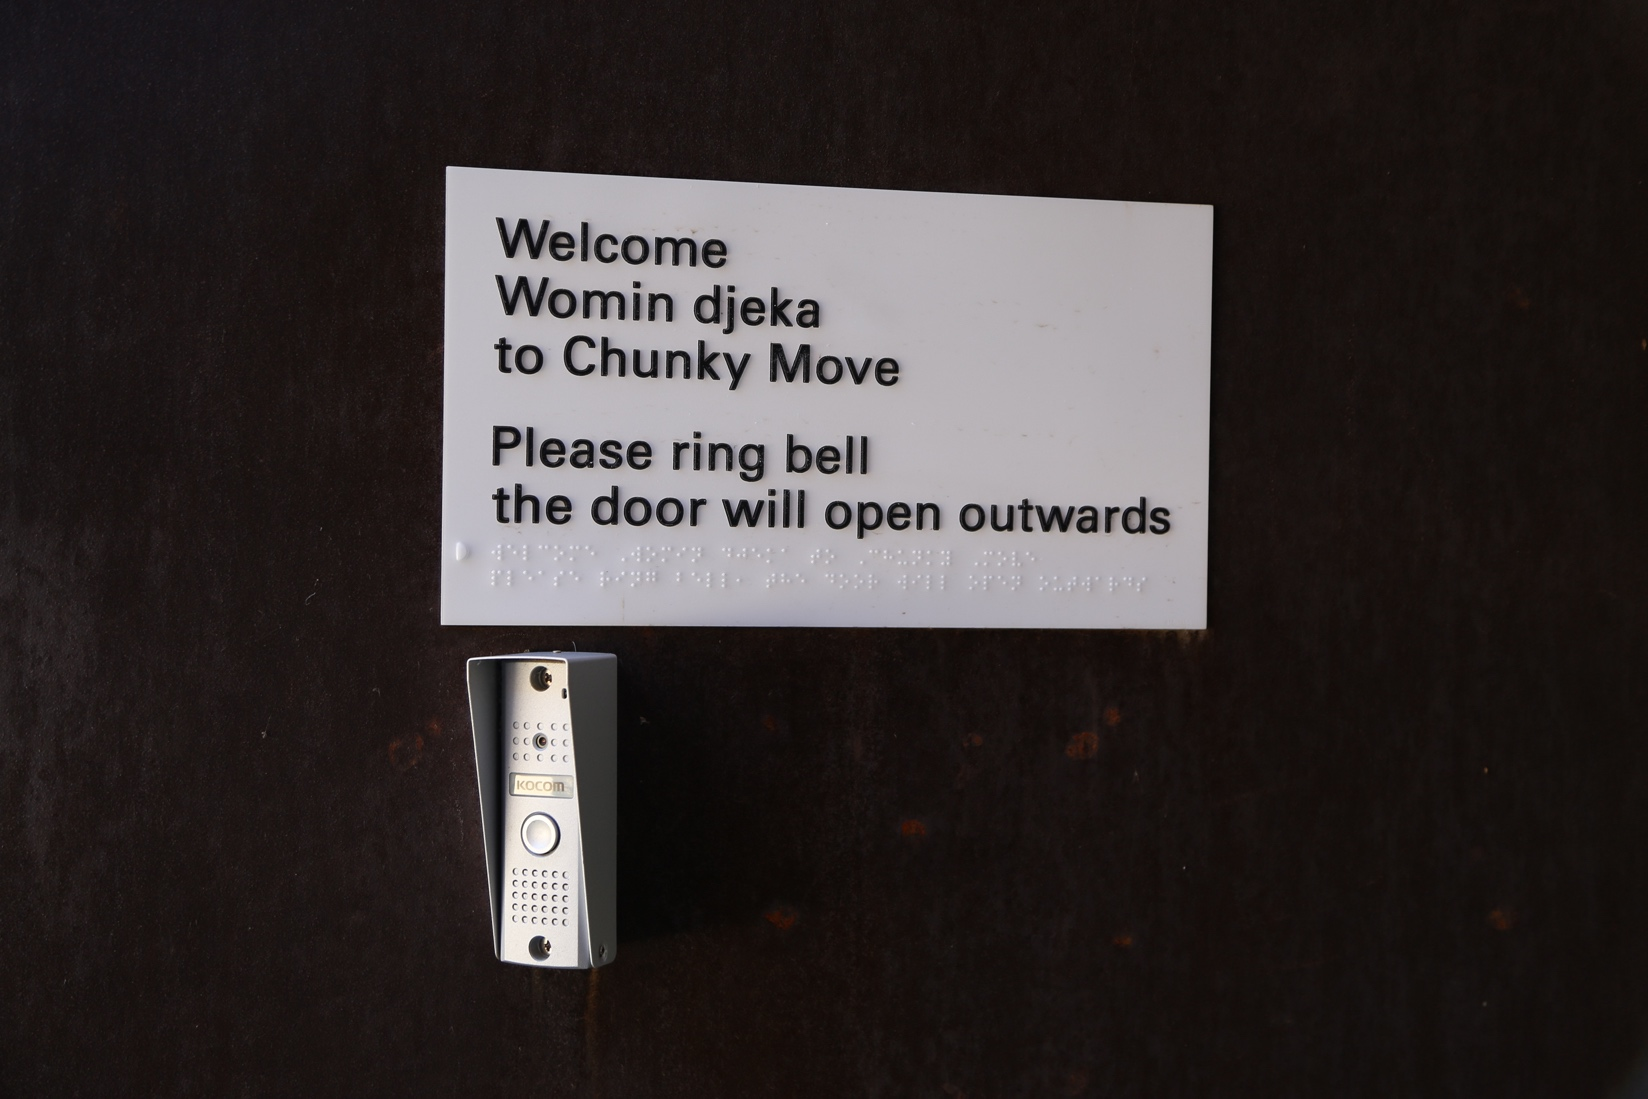 Welcome
Womin djeka
to Chunky Move
Please ring bell
the door will open outwards
KOCOM